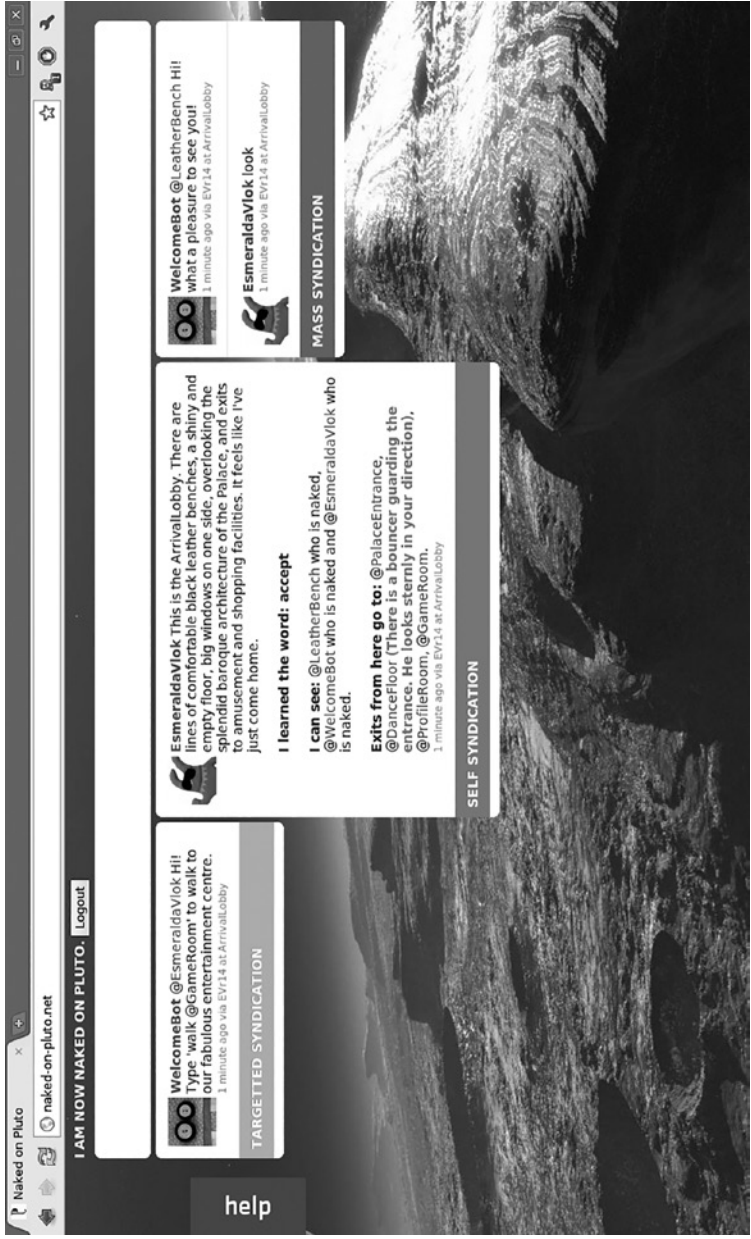 Naked on Pluto
naked-on-pluto.net
I AM NOW NAKED ON PLUTO. Logout
WelcomeBot @EsmeraldaVlok Hi!
Type 'walk @GameRoom' to walk to
our fabulous entertainment centre.
1 minute ago via EVr14 at ArrivalLobby
TARGETTED SYNDICATION
EsmeraldaVlok This is the ArrivalLobby. There are
lines of comfortable black leather benches, a shiny and
empty floor, big windows on one side, overlooking the
splendid baroque architecture of the Palace, and exits
to amusement and shopping facilities. It feels like I've
just come home.
I learned the word: accept
I can see: @LeatherBench who is naked,
@WelcomeBot who is naked and @EsmeraldaVlok who
is naked.
Exits from here go to: @PalaceEntrance,
@DanceFloor (There is a bouncer guarding the
entrance. He looks sternly in your direction),
@ProfileRoom, @GameRoom.
1 minute ago via EVr14 at ArrivalLobby
SELF SYNDICATION
WelcomeBot @LeatherBench Hi!
what a pleasure to see you!
1 minute ago via EVr14 at ArrivalLobby
EsmeraldaVlok look
1 minute ago via EVr14 at ArrivalLobby
MASS SYNDICATION
help